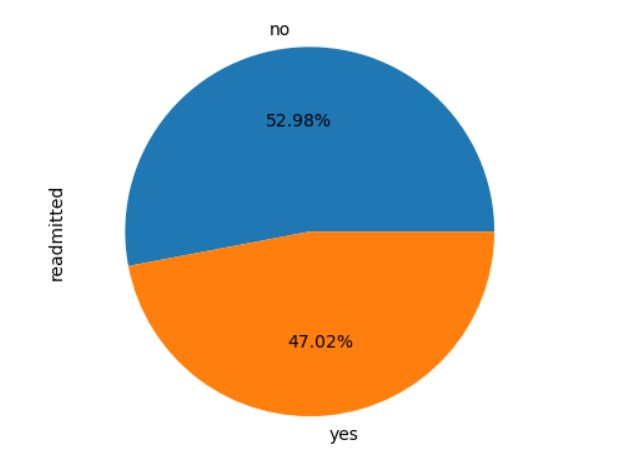 no
52.98%
readmitted
47.02%
yes